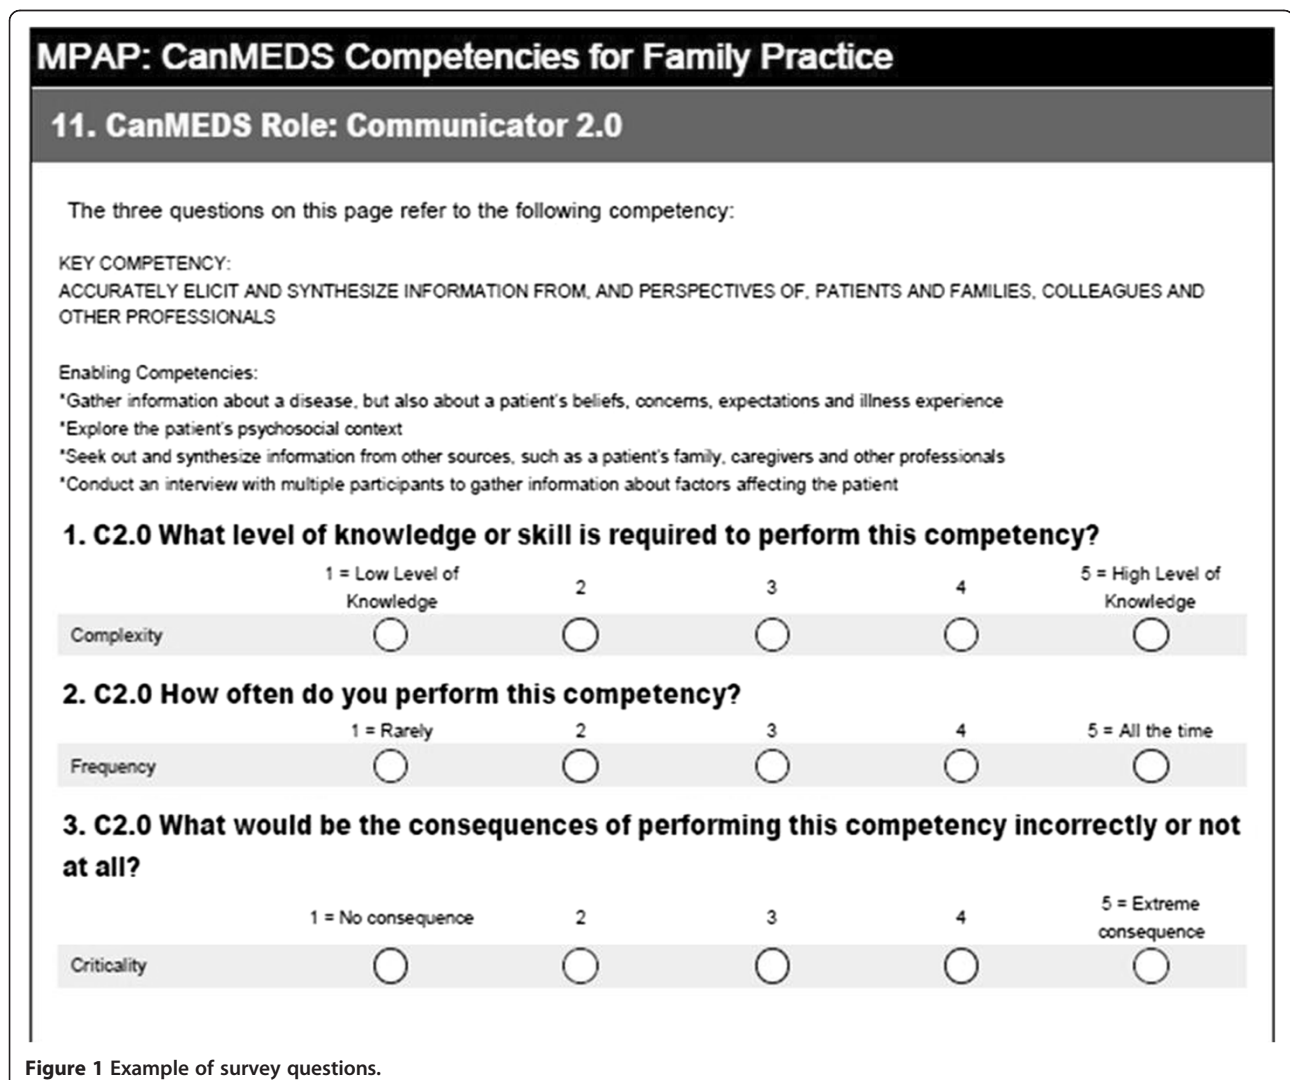 MPAP: CanMEDS Competencies for Family Practice
11. CanMEDS Role: Communicator 2.0
The three questions on this page refer to the following competency:
KEY COMPETENCY:
ACCURATELY ELICIT AND SYNTHESIZE INFORMATION FROM, AND PERSPECTIVES OF, PATIENTS AND FAMILIES, COLLEAGUES AND
OTHER PROFESSIONALS
Enabling Competencies:
*Gather information about a disease, but also about a patient's beliefs, concerns, expectations and illness experience
*Explore the patient's psychosocial context
*Seek out and synthesize information from other sources, such as a patient's family, caregivers and other professionals
*Conduct an interview with multiple participants to gather information about factors affecting the patient
1. C2.0 What level of knowledge or skill is required to perform this competency?
1 = Low Level of Knowledge 2 3 4 5 = High Level of Knowledge
Complexity
2. C2.0 How often do you perform this competency?
1 = Rarely 2 3 4 5 = All the time
Frequency
3. C2.0 What would be the consequences of performing this competency incorrectly or not
at all?
1 = No consequence 2 3 4 5 = Extreme consequence
Criticality
Figure 1 Example of survey questions.